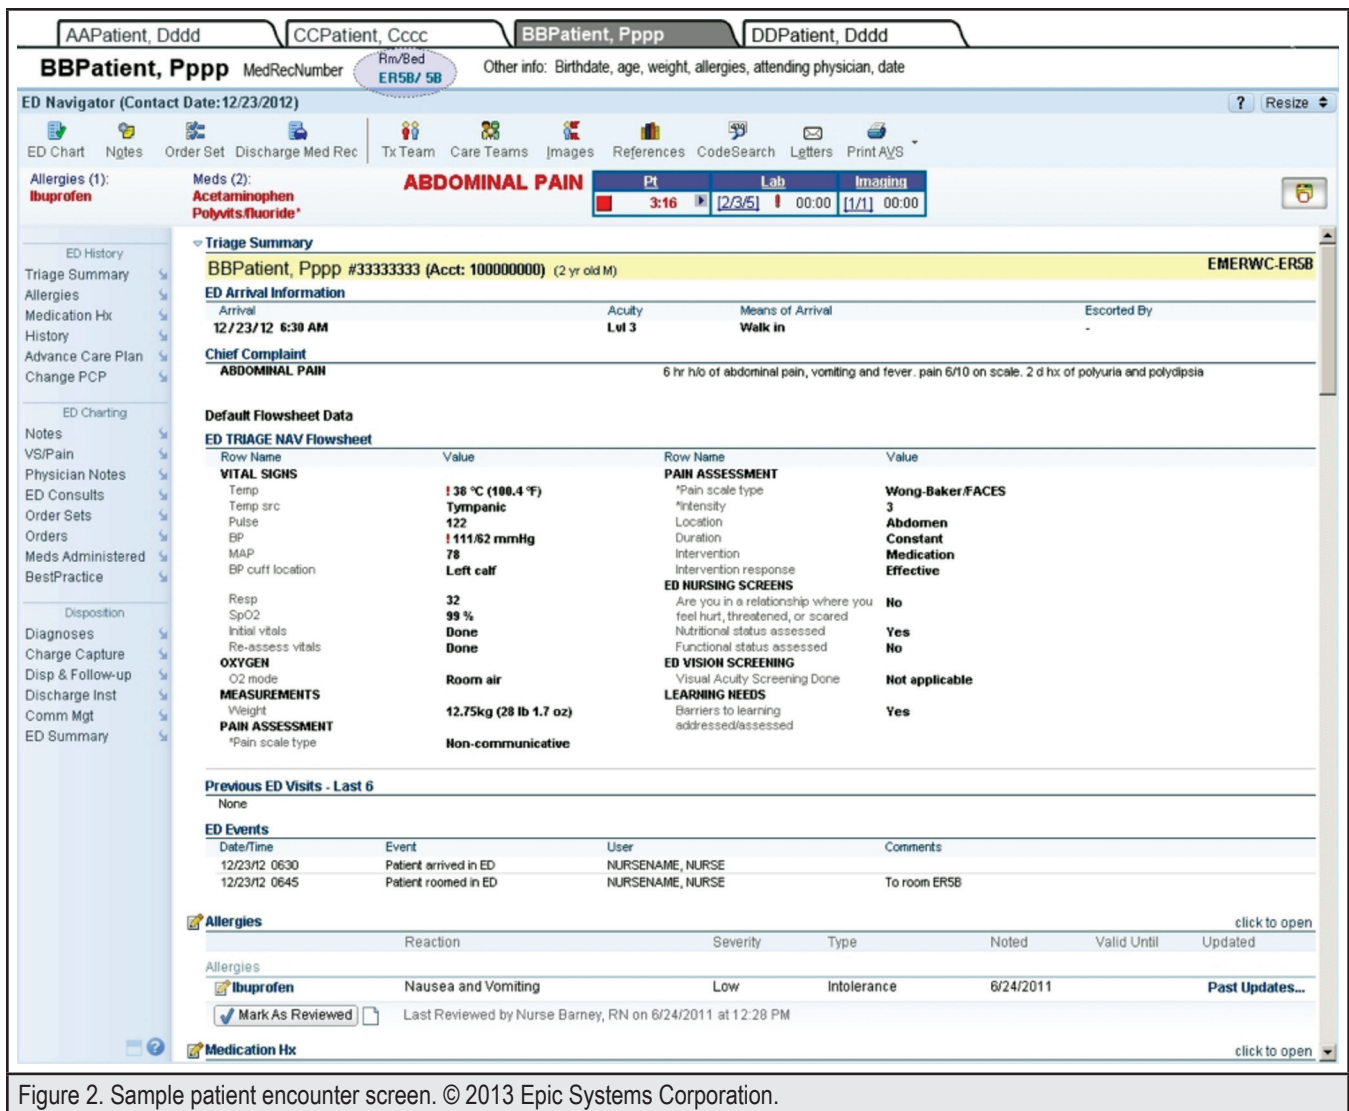 AAPatient, Dddd CCPatient, Cccc BBPatient, Pppp DDPatient, Dddd
BBPatient, Pppp MedRecNumber Rm/Bed ER5B/ 5B Other info: Birthdate, age, weight, allergies, attending physician, date
ED Navigator (Contact Date:12/23/2012) ? Resize
ED Chart Notes Order Set Discharge Med Rec Tx Team Care Teams Images References CodeSearch Letters Print AVS
Allergies (1): Meds (2): ABDOMINAL PAIN Pt Lab Imaging
Ibuprofen Acetaminophen 3:16 [2/3/5] ! 00:00 [1/1] 00:00
Polyvits/fluoride*
ED History
Triage Summary
Allergies
Medication Hx
History
Advance Care Plan
Change PCP
ED Charting
Notes
VS/Pain
Physician Notes
ED Consults
Order Sets
Orders
Meds Administered
BestPractice
Disposition
Diagnoses
Charge Capture
Disp & Follow-up
Discharge Inst
Comm Mgt
ED Summary
Triage Summary
BBPatient, Pppp #33333333 (Acct: 100000000) (2 yr old M) EMERWC-ER5B
ED Arrival Information
Arrival Acuity Means of Arrival Escorted By
12/23/12 6:30 AM Lvl 3 Walk in -
Chief Complaint
ABDOMINAL PAIN 6 hr h/o of abdominal pain, vomiting and fever. pain 6/10 on scale. 2 d hx of polyuria and polydipsia
Default Flowsheet Data
ED TRIAGE NAV Flowsheet
Row Name Value
VITAL SIGNS
Temp ! 38 °C (100.4 °F)
Temp src Tympanic
Pulse 122
BP ! 111/62 mmHg
MAP 78
BP cuff location Left calf
Resp 32
SpO2 99 %
Initial vitals Done
Re-assess vitals Done
OXYGEN
O2 mode Room air
MEASUREMENTS
Weight 12.75kg (28 lb 1.7 oz)
PAIN ASSESSMENT
*Pain scale type Non-communicative
Row Name Value
PAIN ASSESSMENT
*Pain scale type Wong-Baker/FACES
*Intensity 3
Location Abdomen
Duration Constant
Intervention Medication
Intervention response Effective
ED NURSING SCREENS
Are you in a relationship where you No
feel hurt, threatened, or scared
Nutritional status assessed Yes
Functional status assessed No
ED VISION SCREENING
Visual Acuity Screening Done Not applicable
LEARNING NEEDS
Barriers to learning Yes
addressed/assessed
Previous ED Visits - Last 6
None
ED Events
Date/Time Event User Comments
12/23/12 0630 Patient arrived in ED NURSENAME, NURSE
12/23/12 0645 Patient roomed in ED NURSENAME, NURSE To room ER5B
Allergies click to open
Reaction Severity Type Noted Valid Until Updated
Allergies
Ibuprofen Nausea and Vomiting Low Intolerance 6/24/2011 Past Updates...
Mark As Reviewed Last Reviewed by Nurse Barney, RN on 6/24/2011 at 12:28 PM
Medication Hx click to open
Figure 2. Sample patient encounter screen. © 2013 Epic Systems Corporation.